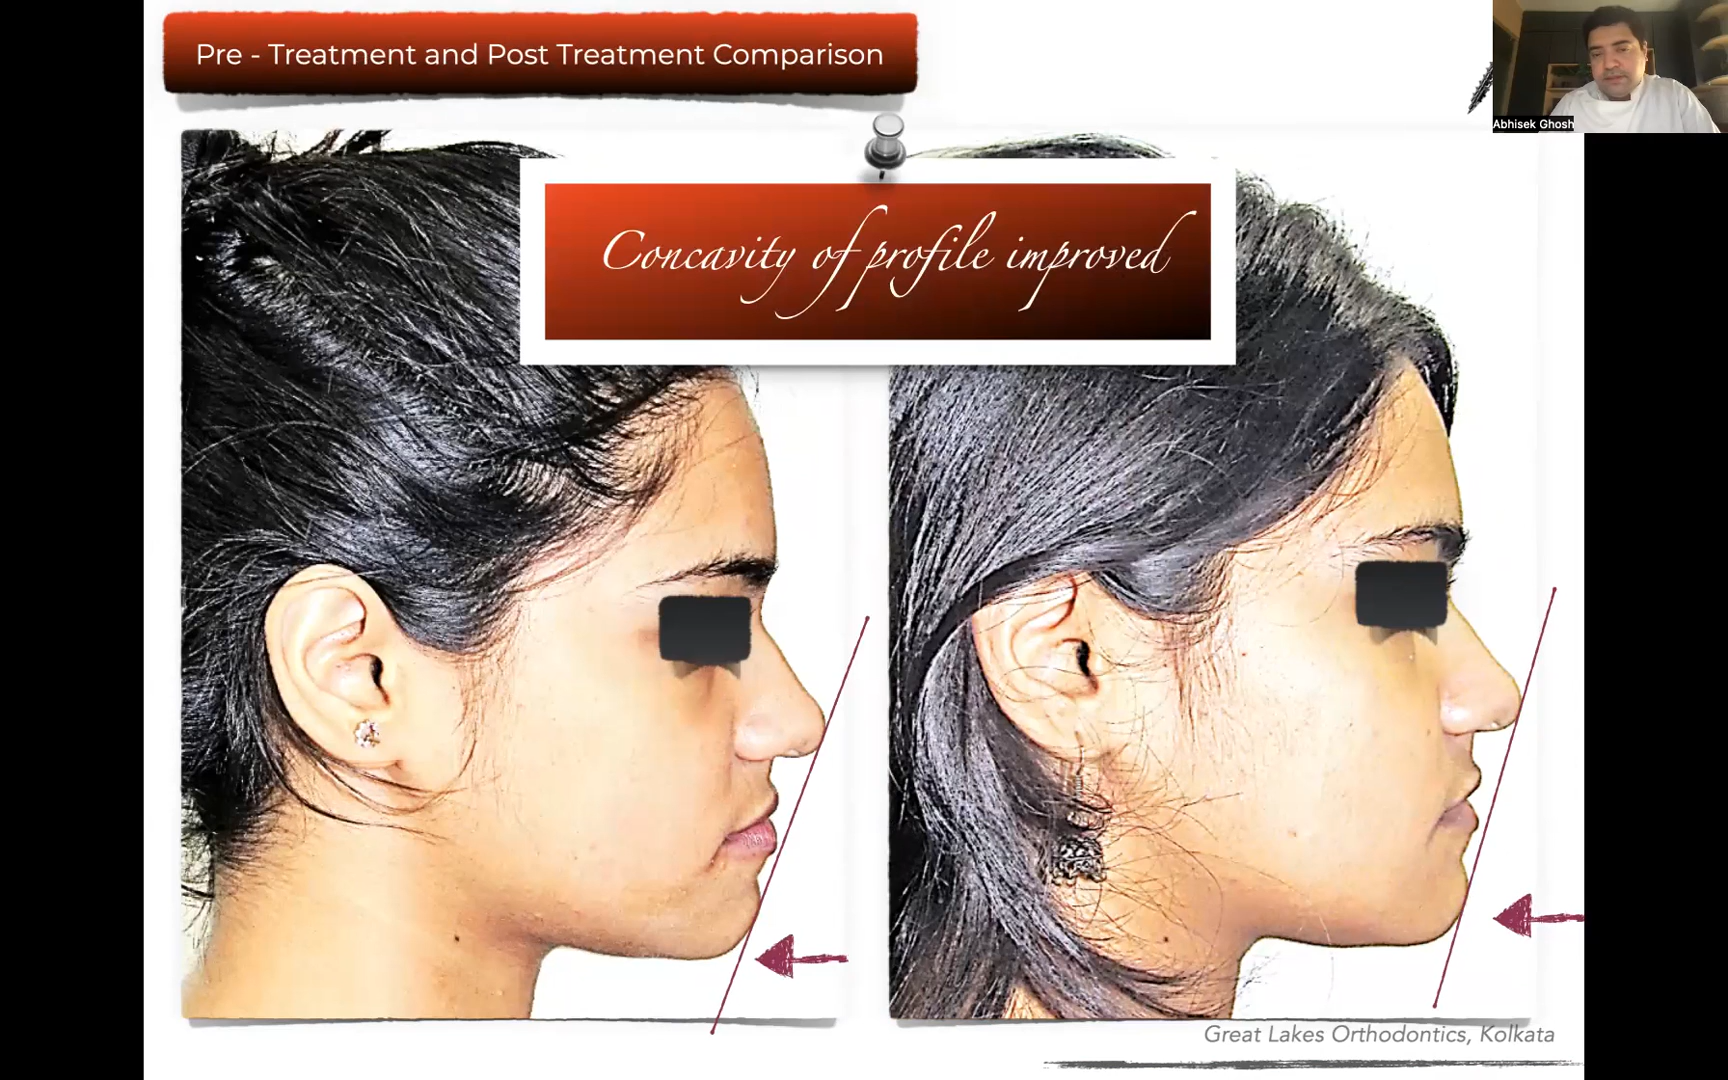 Pre - Treatment and Post Treatment Comparison
Abhisek Ghosh
Concavity of profile improved
Great Lakes Orthodontics, Kolkata